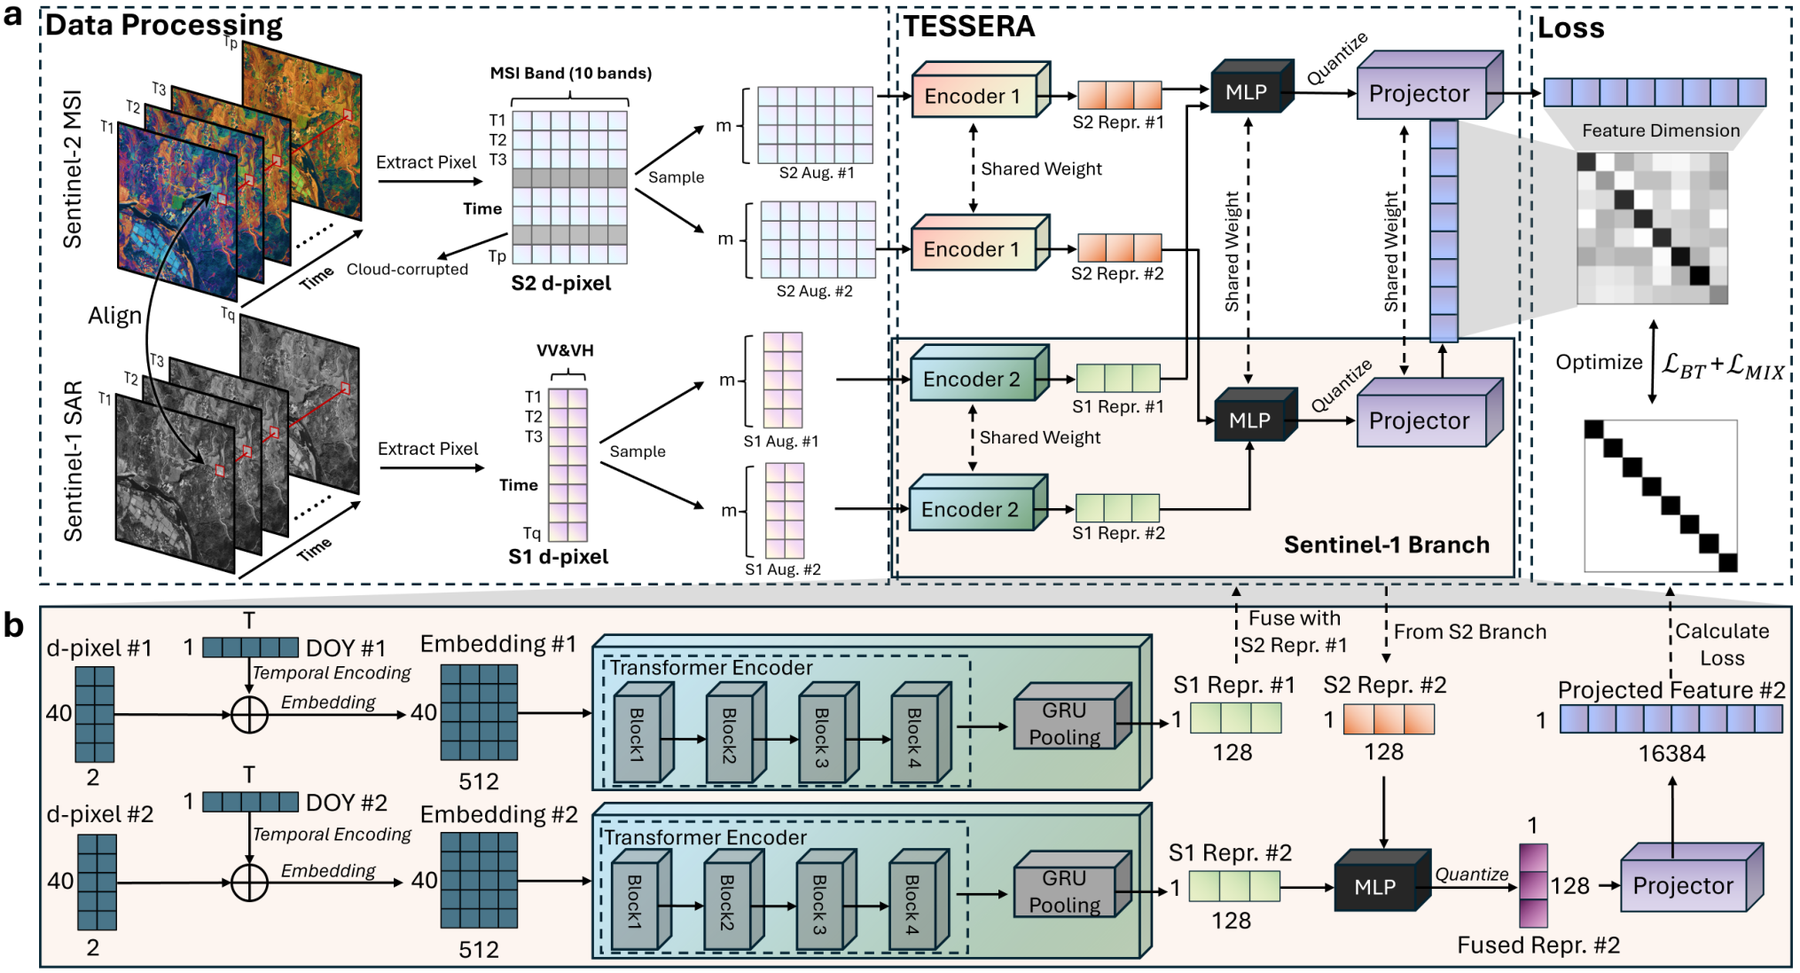 a
Data Processing
Sentinel-2 MSI
T1
T2
T3
Tp
Time
Align
Sentinel-1 SAR
T1
T2
T3
Tq
Time
Extract Pixel
MSI Band (10 bands)
T1
T2
T3
Time
Tp
Cloud-corrupted
S2 d-pixel
Sample
m
S2 Aug. #1
m
S2 Aug. #2
Extract Pixel
VV&VH
T1
T2
T3
Time
Tq
S1 d-pixel
Sample
m
S1 Aug. #1
m
S1 Aug. #2
TESSERA
Encoder 1
S2 Repr. #1
Shared Weight
Encoder 1
S2 Repr. #2
MLP
Quantize
Projector
Shared Weight
Shared Weight
Encoder 2
S1 Repr. #1
Shared Weight
Encoder 2
S1 Repr. #2
MLP
Quantize
Projector
Sentinel-1 Branch
Loss
Feature Dimension
Optimize
ℒBT + ℒMIX
b
d-pixel #1
40
2
T
1
DOY #1
Temporal Encoding
Embedding
Embedding #1
40
512
Transformer Encoder
Block1
Block2
Block 3
Block 4
GRU
Pooling
S1 Repr. #1
1
128
Fuse with
S2 Repr. #1
From S2 Branch
S2 Repr. #2
1
128
Calculate
Loss
Projected Feature #2
1
16384
d-pixel #2
40
2
T
1
DOY #2
Temporal Encoding
Embedding
Embedding #2
40
512
Transformer Encoder
Block1
Block2
Block 3
Block 4
GRU
Pooling
S1 Repr. #2
1
128
MLP
Quantize
1
128
Fused Repr. #2
Projector